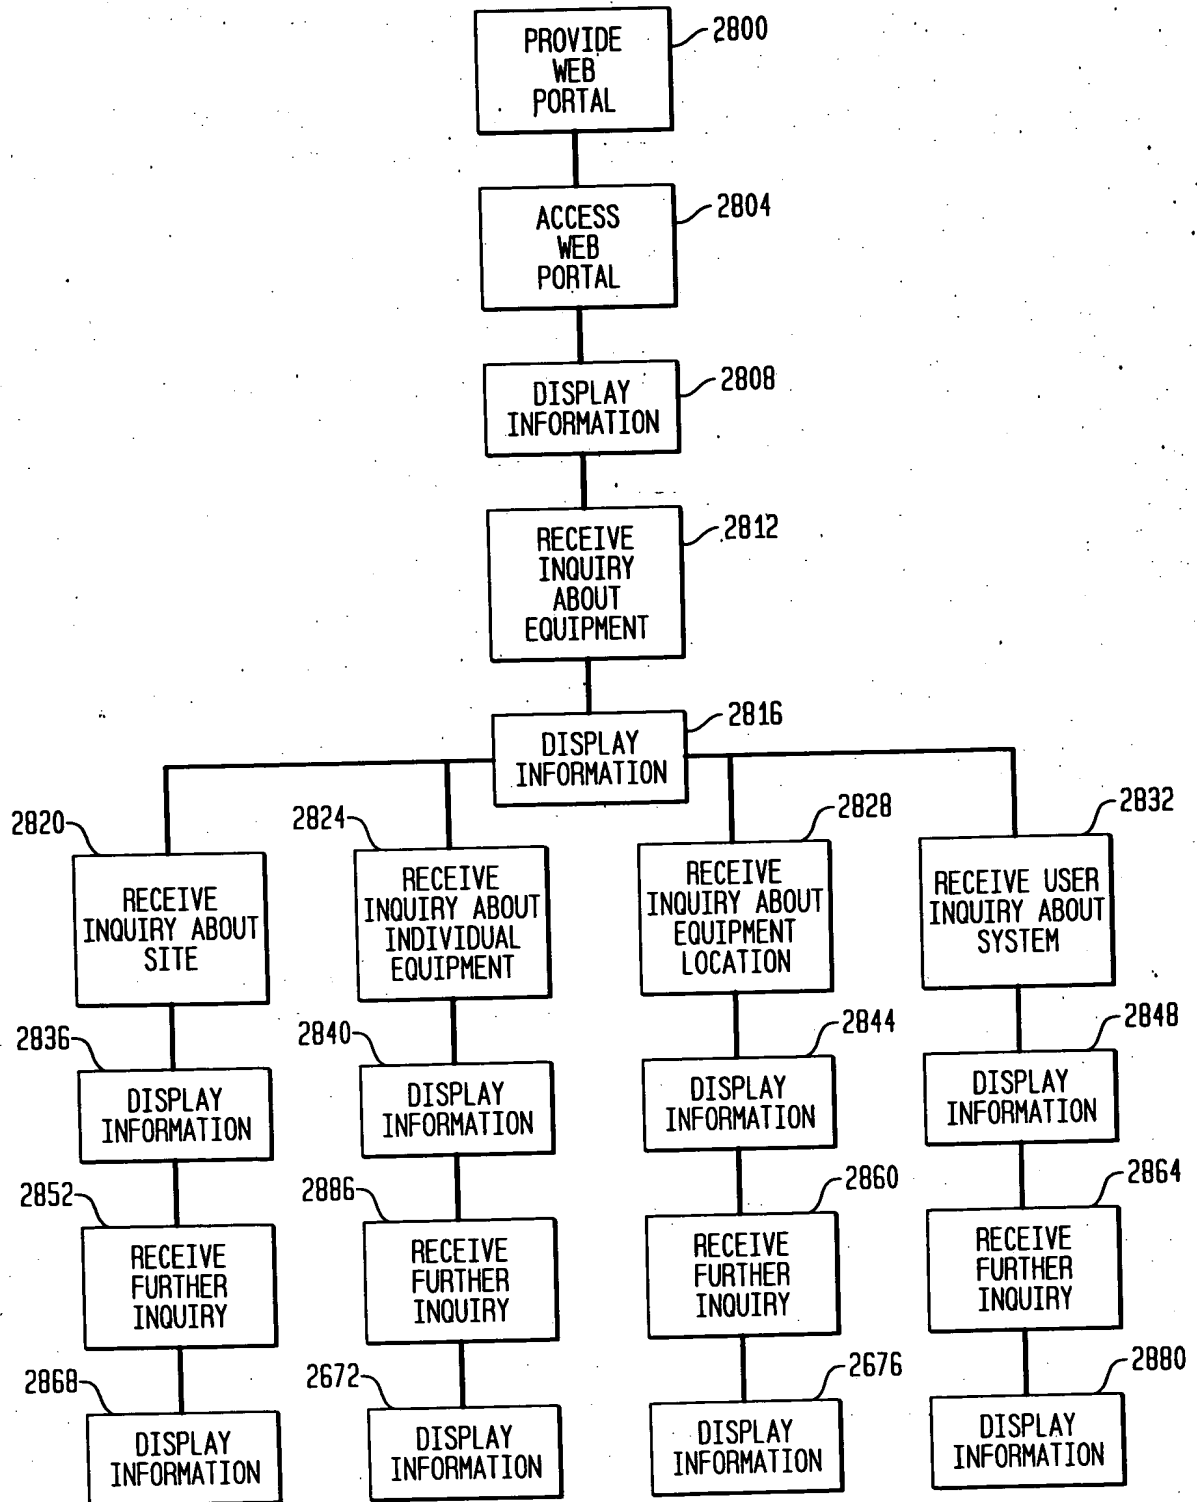 PROVIDE
WEB
PORTAL
2800
ACCESS
WEB
PORTAL
2804
DISPLAY
INFORMATION
2808
RECEIVE
INQUIRY
ABOUT
EQUIPMENT
2812
DISPLAY
INFORMATION
2816
2820
RECEIVE
INQUIRY ABOUT
SITE
2824
RECEIVE
INQUIRY ABOUT
INDIVIDUAL
EQUIPMENT
2828
RECEIVE
INQUIRY ABOUT
EQUIPMENT
LOCATION
2832
RECEIVE USER
INQUIRY ABOUT
SYSTEM
2836
DISPLAY
INFORMATION
2840
DISPLAY
INFORMATION
2844
DISPLAY
INFORMATION
2848
DISPLAY
INFORMATION
2852
RECEIVE
FURTHER
INQUIRY
2886
RECEIVE
FURTHER
INQUIRY
2860
RECEIVE
FURTHER
INQUIRY
2864
RECEIVE
FURTHER
INQUIRY
2868
DISPLAY
INFORMATION
2672
DISPLAY
INFORMATION
2676
DISPLAY
INFORMATION
2880
DISPLAY
INFORMATION